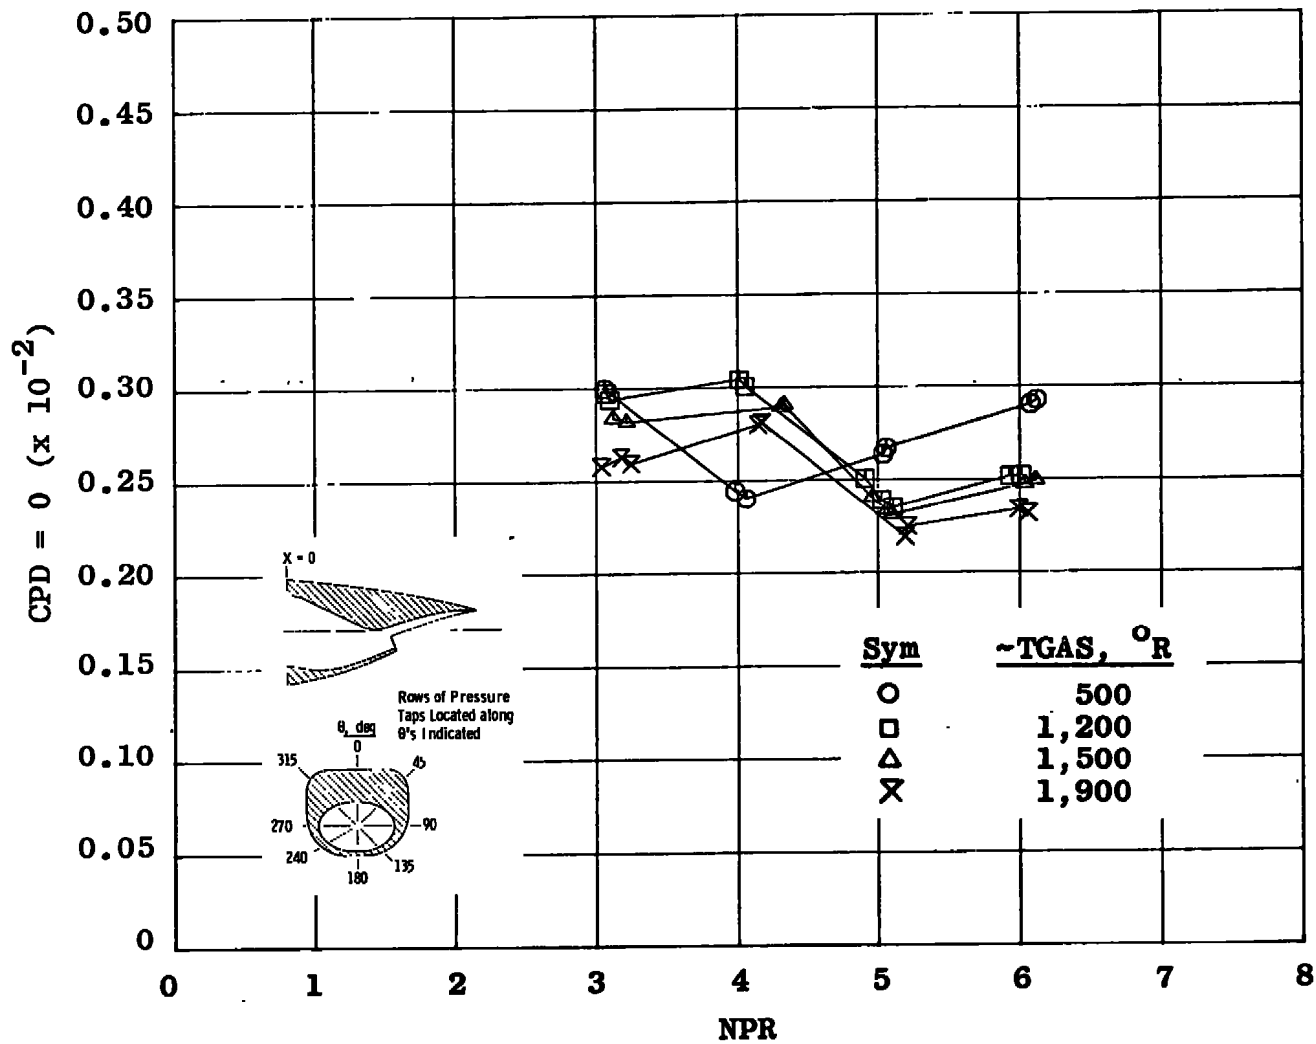 0.50
0.45
0.40
0.35
0.30
0.25
0.20
0.15
0.10
0.05
0
CPD = 0 (x 10⁻²)
X = 0
Rows of Pressure
Taps Located along
θ's Indicated
θ, deg
0
315
45
270
90
240
135
180
Sym ~TGAS, °R
500
1,200
1,500
1,900
0 1 2 3 4 5 6 7 8
NPR